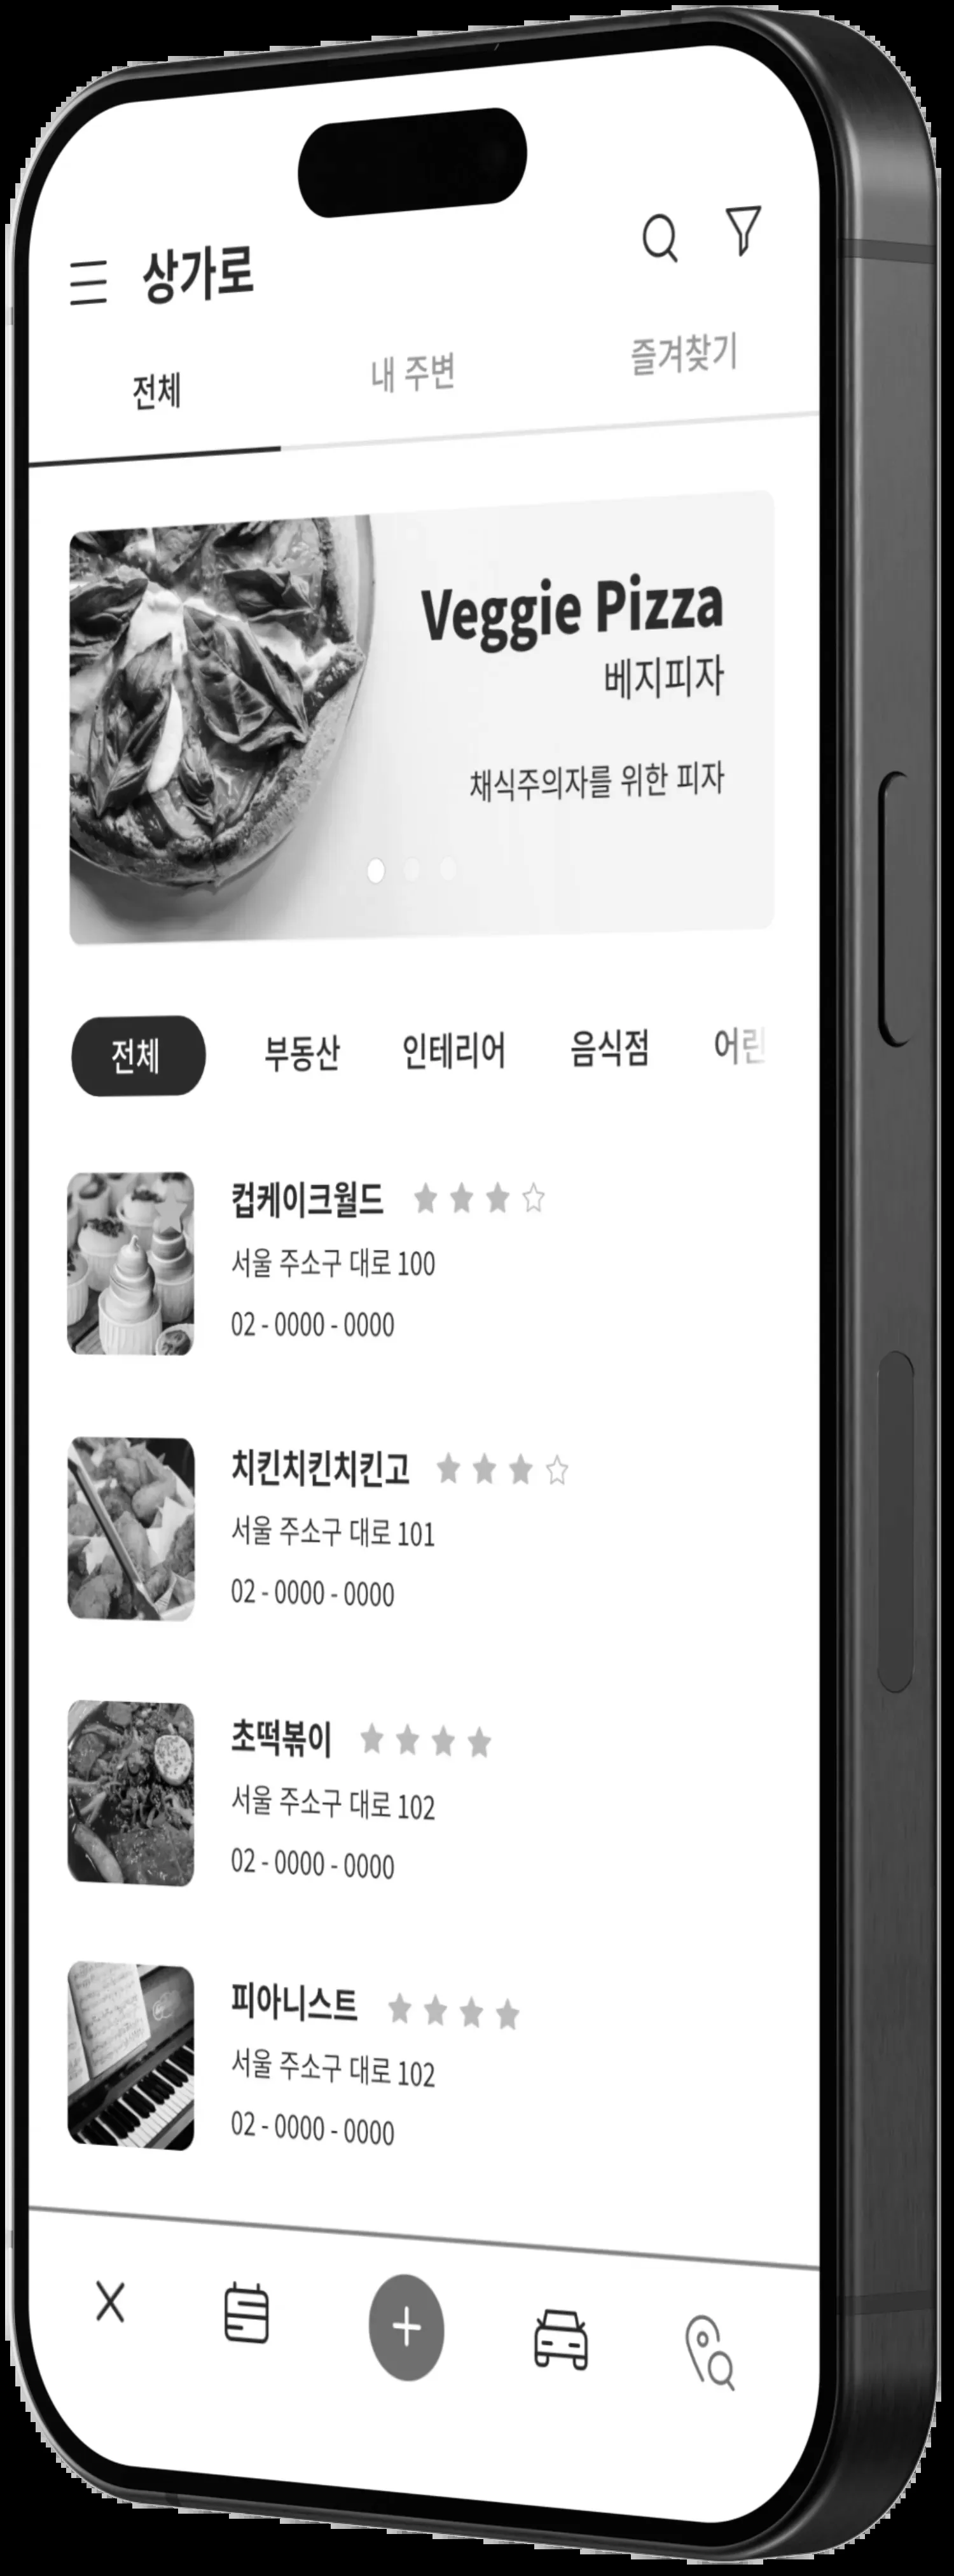 상가로
전체 내 주변 즐겨찾기
Veggie Pizza
베지피자
채식주의자를 위한 피자
전체 부동산 인테리어 음식점 어린
컵케이크월드
서울 주소구 대로 100
02 - 0000 - 0000
치킨치킨치킨고
서울 주소구 대로 101
02 - 0000 - 0000
초떡볶이
서울 주소구 대로 102
02 - 0000 - 0000
피아니스트
서울 주소구 대로 102
02 - 0000 - 0000